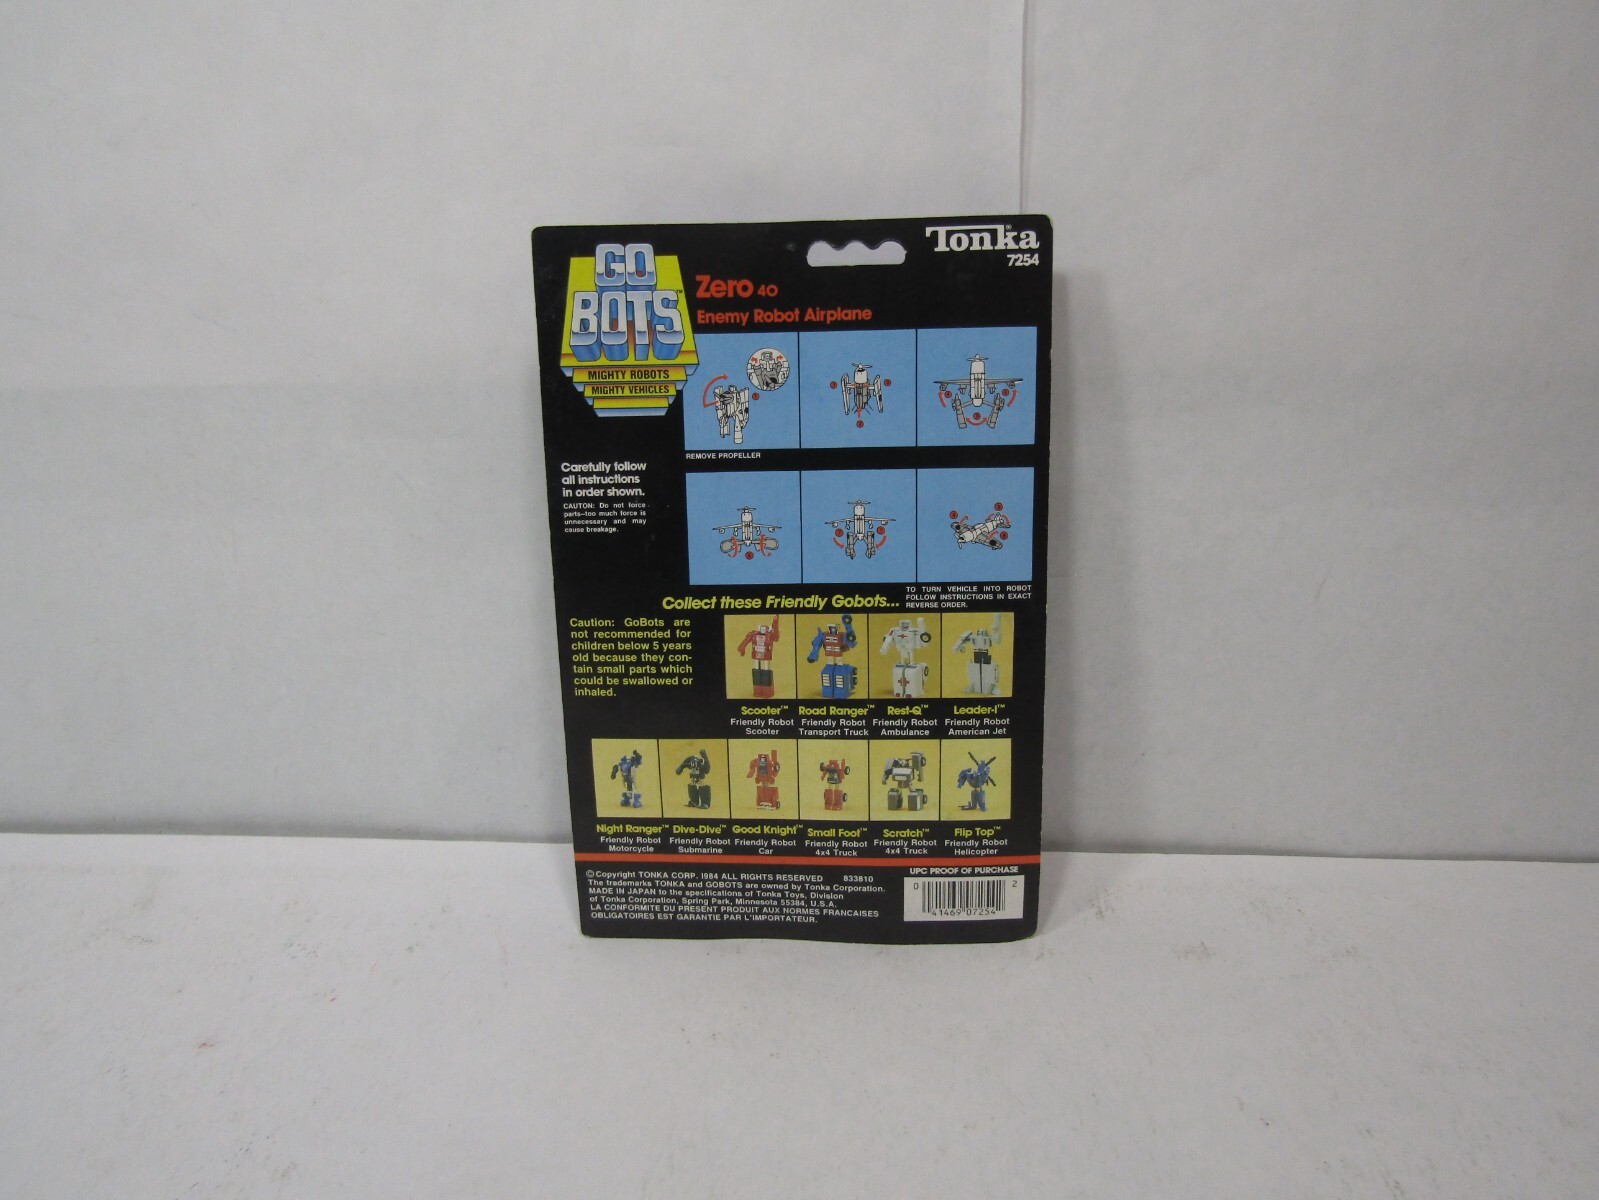 GO
BOTS™
MIGHTY ROBOTS
MIGHTY VEHICLES
Tonka®
7254
Zero 40
Enemy Robot Airplane
REMOVE PROPELLER
Carefully follow
all instructions
in order shown.
CAUTON: Do not force
parts—too much force is
unnecessary and may
cause breakage.
TO TURN VEHICLE INTO ROBOT
FOLLOW INSTRUCTIONS IN EXACT
REVERSE ORDER.
Collect these Friendly Gobots...
Caution: GoBots are
not recommended for
children below 5 years
old because they con-
tain small parts which
could be swallowed or
inhaled.
Scooter™ Road Ranger™ Rest-Q™ Leader-1™
Friendly Robot Friendly Robot Friendly Robot Friendly Robot
Scooter Transport Truck Ambulance American Jet
Night Ranger™ Dive-Dive™ Good Knight™ Small Foot™ Scratch™ Flip Top™
Friendly Robot Friendly Robot Friendly Robot Friendly Robot Friendly Robot Friendly Robot
Motorcycle Submarine Car 4x4 Truck 4x4 Truck Helicopter
© Copyright TONKA CORP. 1984 ALL RIGHTS RESERVED 833810
The trademarks TONKA and GOBOTS are owned by Tonka Corporation.
MADE IN JAPAN to the specifications of Tonka Toys, Division
of Tonka Corporation, Spring Park, Minnesota 55384, U.S.A.
LA CONFORMITE DU PRESENT PRODUIT AUX NORMES FRANCAISES
OBLIGATOIRES EST GARANTIE PAR L'IMPORTATEUR.
UPC PROOF OF PURCHASE
0 41469 07254 2